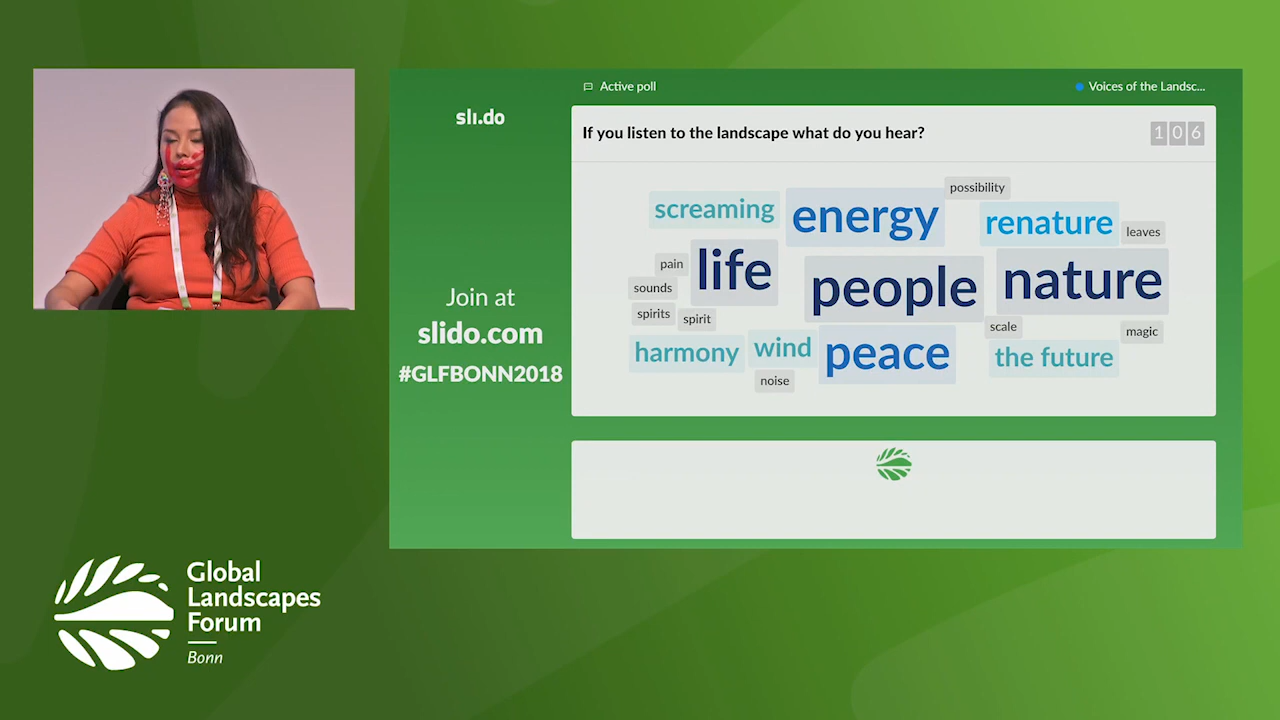 Active poll
Voices of the Landsc...
sli.do
If you listen to the landscape what do you hear?
106
possibility
screaming
energy
renature
leaves
pain
life
people
nature
sounds
spirits
spirit
scale
magic
harmony
wind
peace
the future
noise
Join at
slido.com
#GLFBONN2018
Global
Landscapes
Forum
Bonn